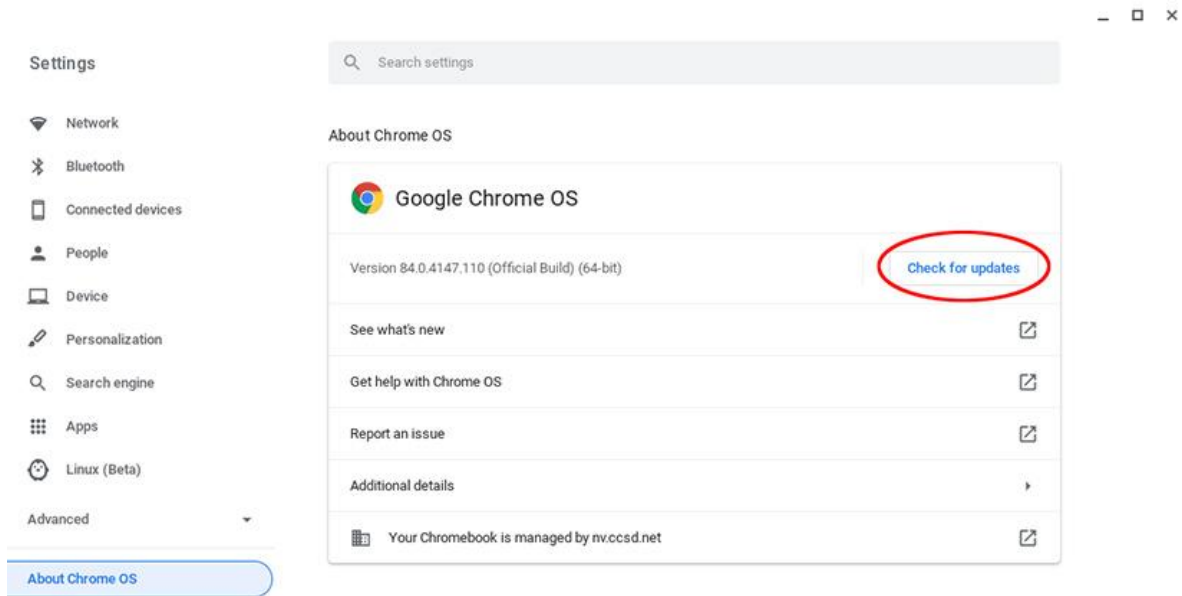 Settings
Search settings
Network
Bluetooth
Connected devices
People
Device
Personalization
Search engine
Apps
Linux (Beta)
Advanced
About Chrome OS
About Chrome OS
Google Chrome OS
Version 84.0.4147.110 (Official Build) (64-bit)
Check for updates
See what's new
Get help with Chrome OS
Report an issue
Additional details
Your Chromebook is managed by nv.ccsd.net